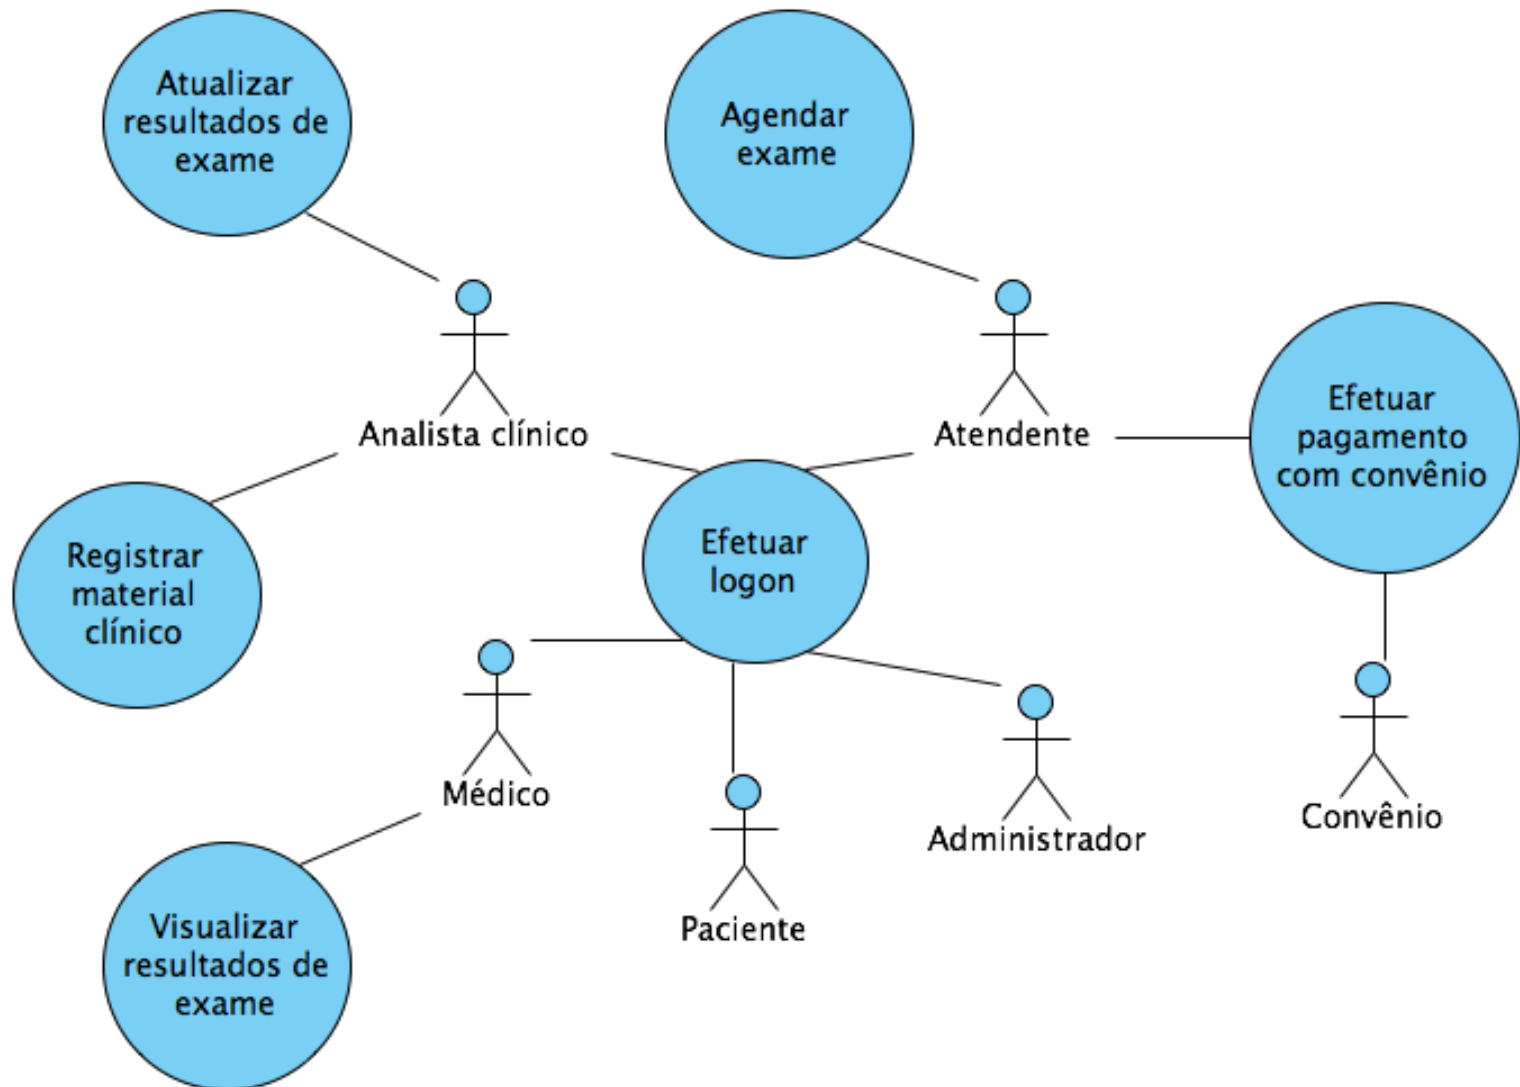 Atualizar
resultados de
exame
Agendar
exame
Analista clínico
Atendente
Efetuar
pagamento
com convênio
Registrar
material
clínico
Efetuar
logon
Médico
Administrador
Convênio
Paciente
Visualizar
resultados de
exame